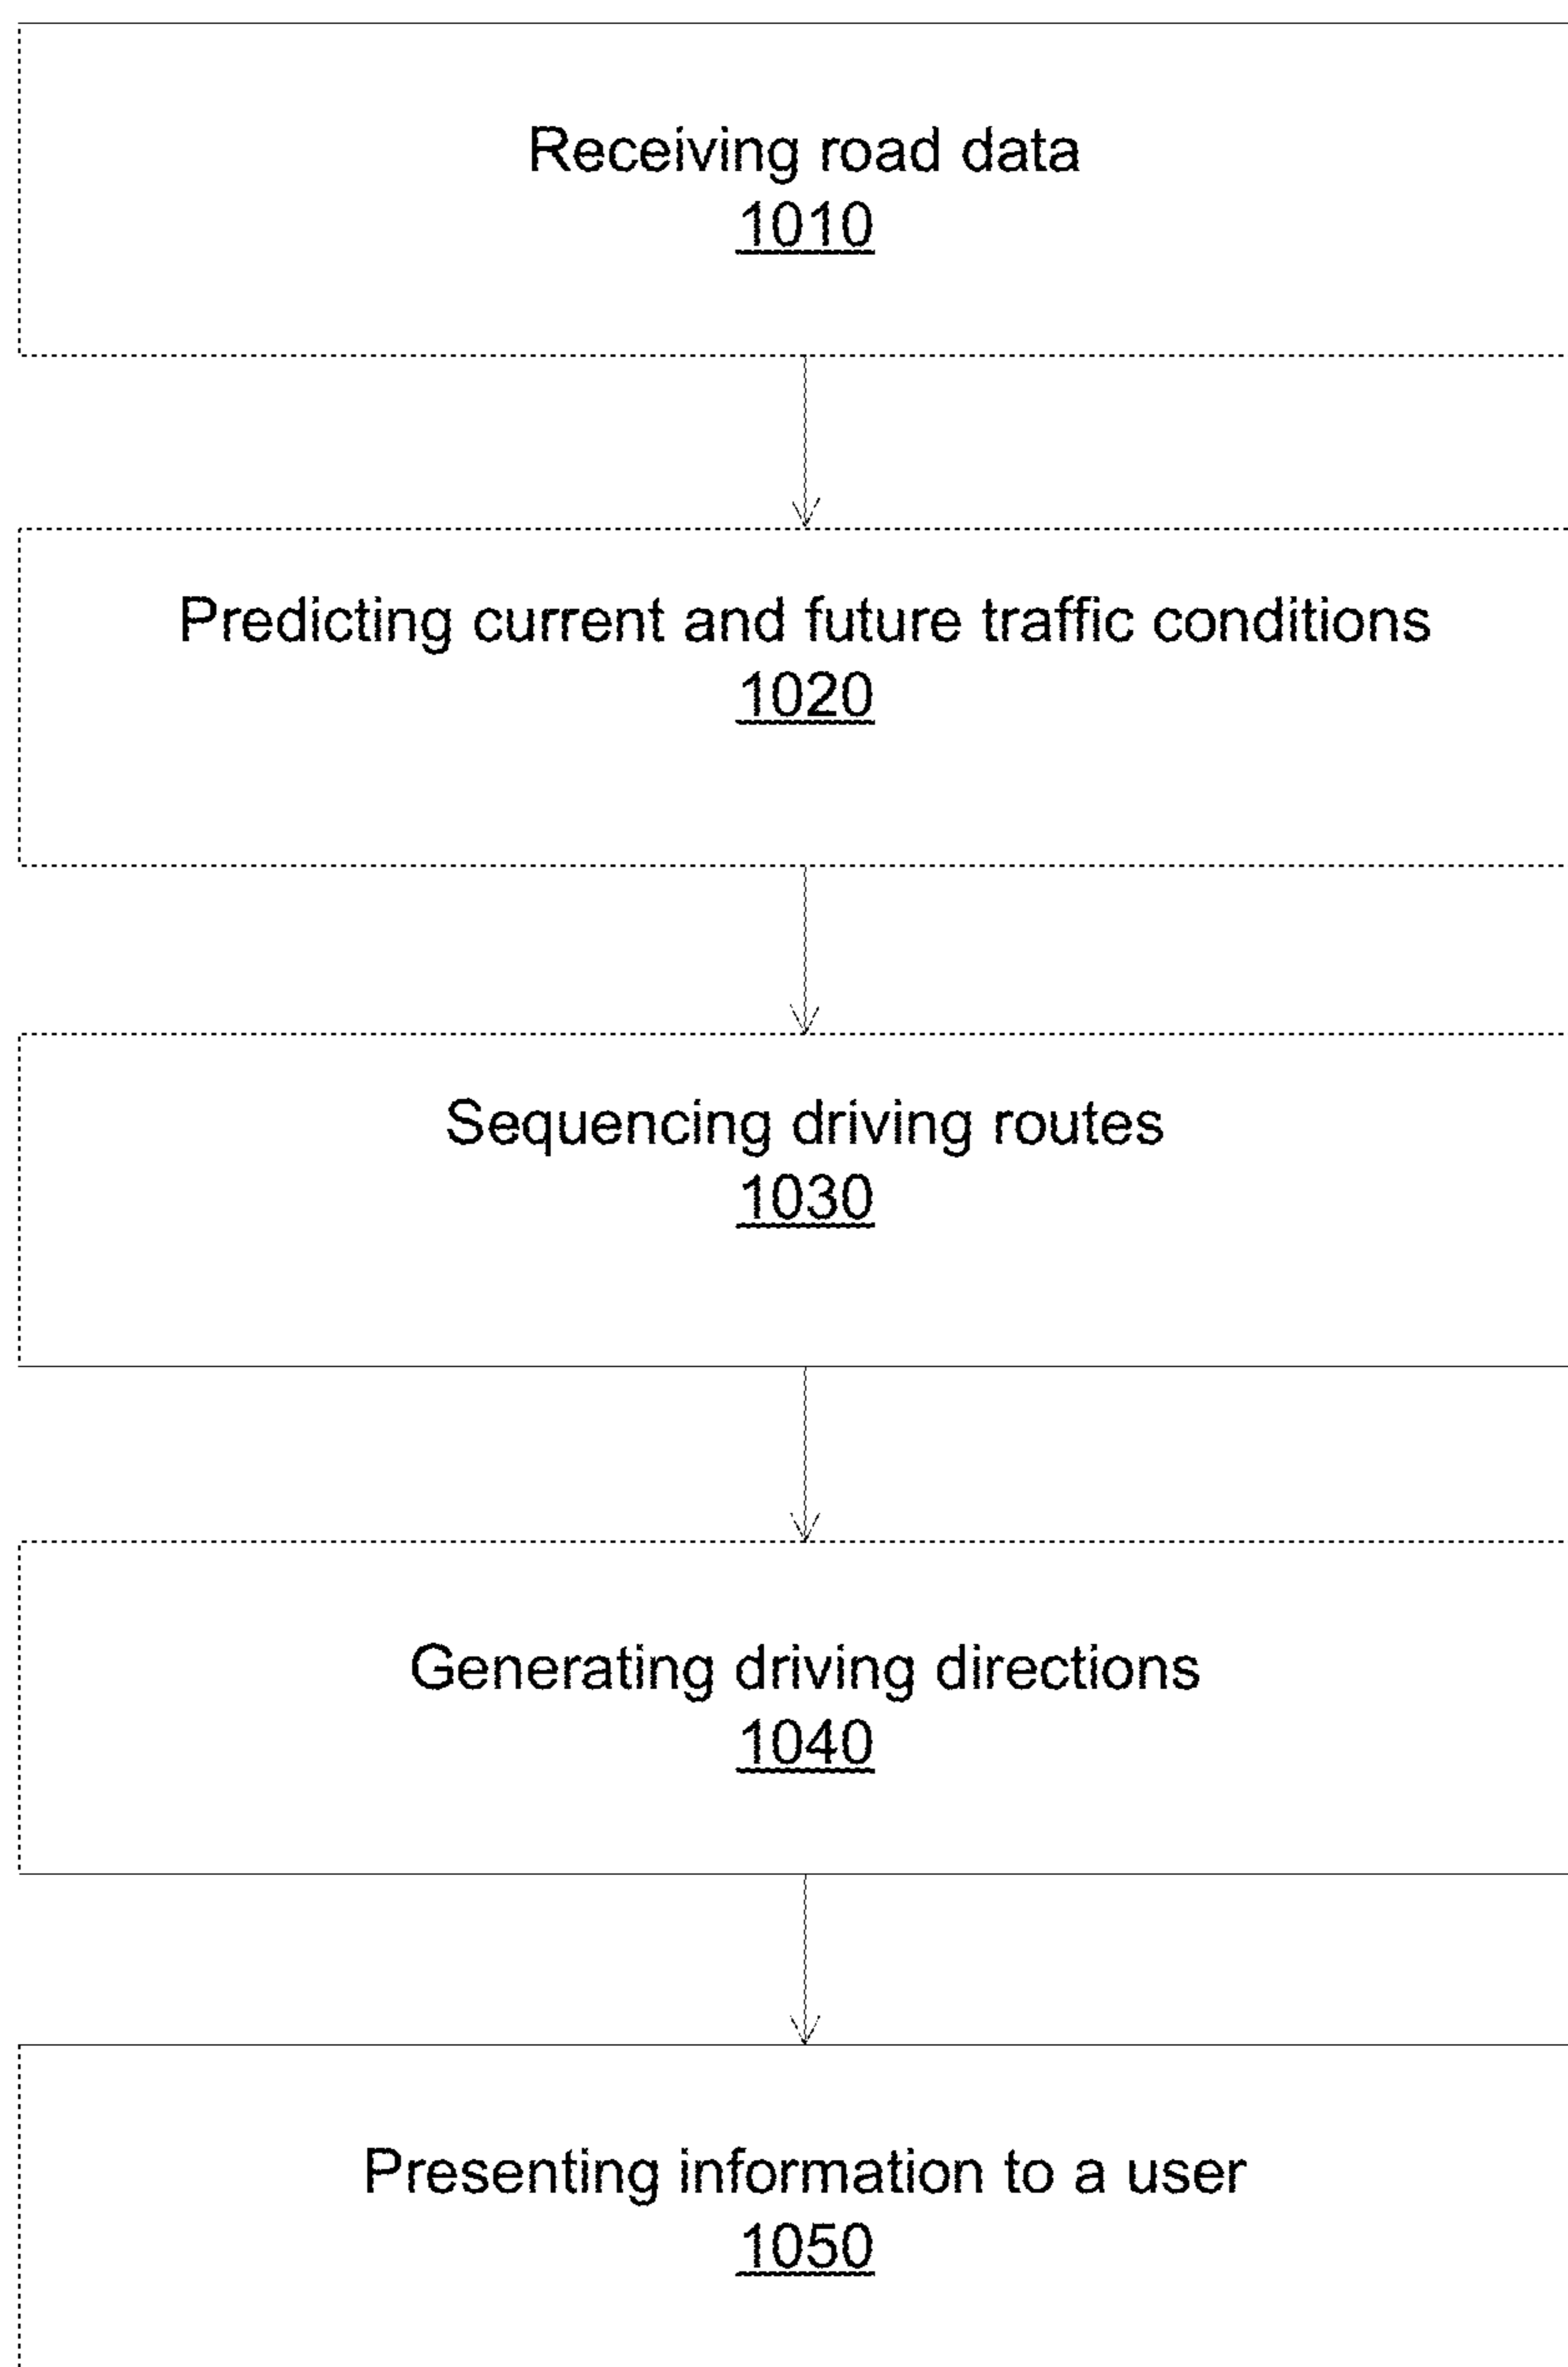 Receiving road data
1010
Predicting current and future traffic conditions
1020
Sequencing driving routes
1030
Generating driving directions
1040
Presenting information to a user
1050